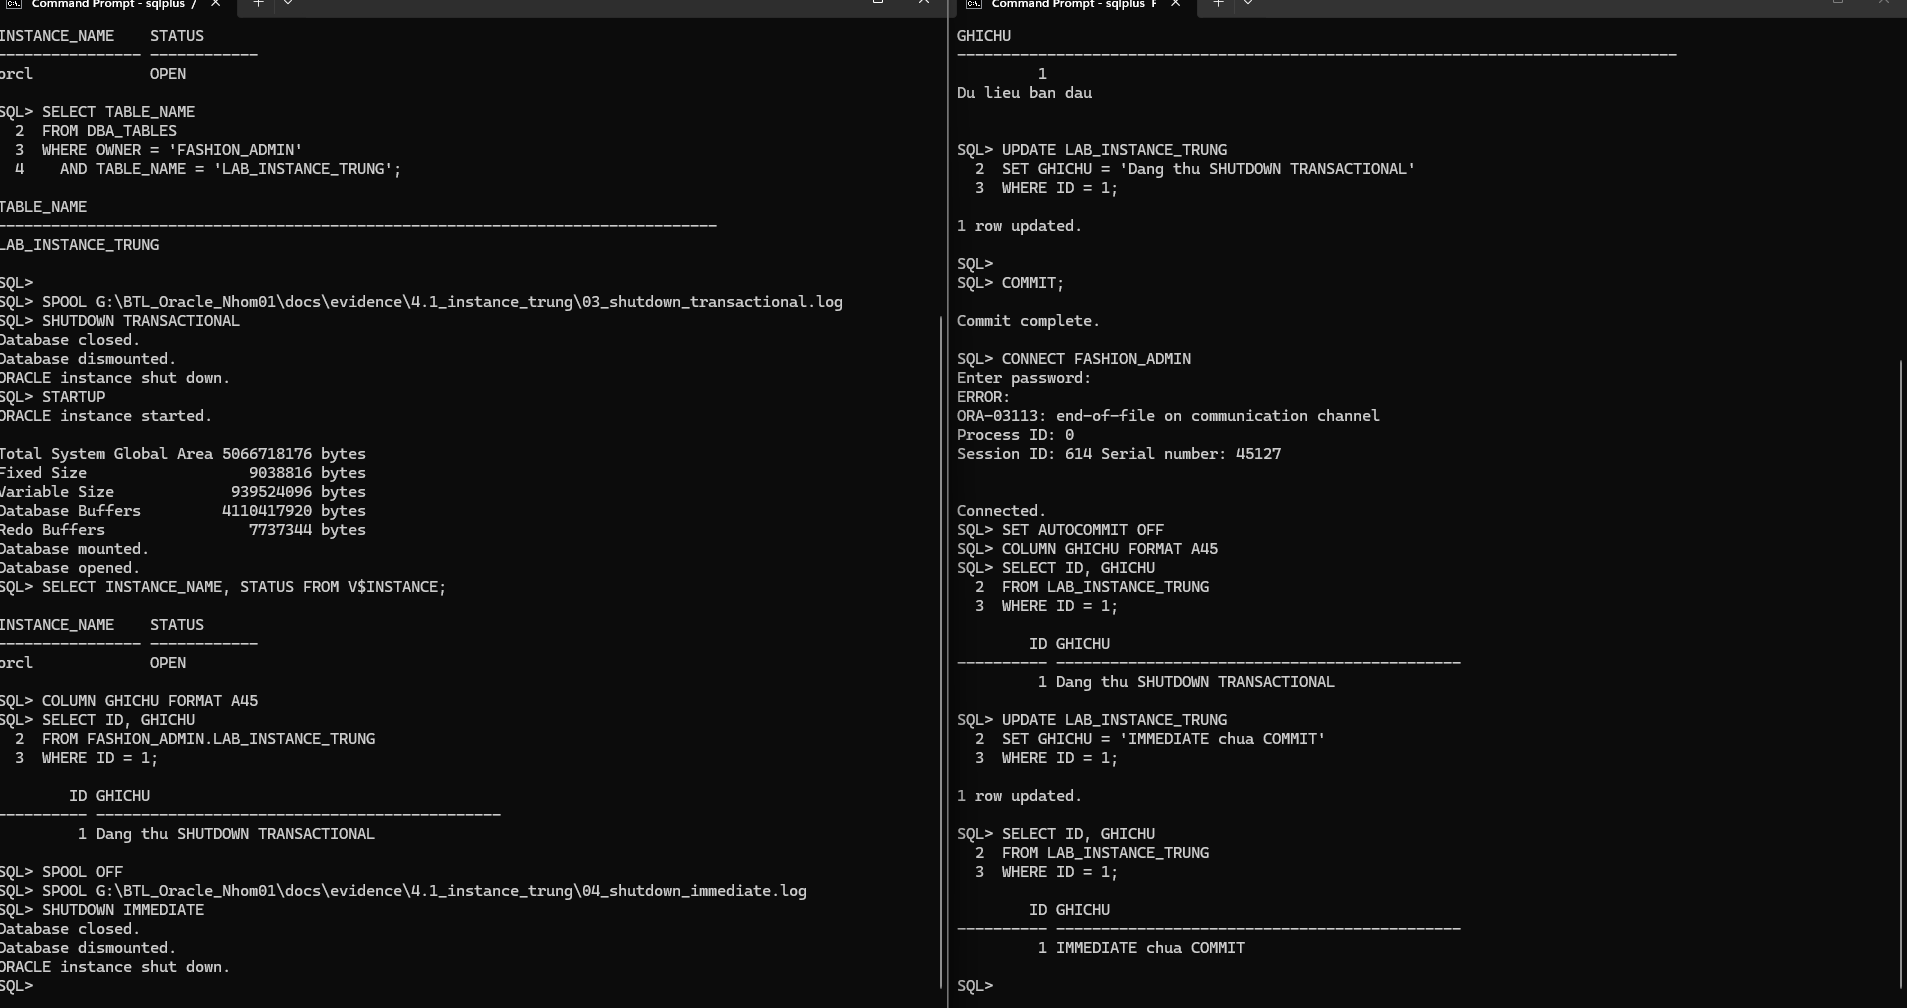 Command Prompt - sqlplus /
INSTANCE_NAME    STATUS
---------------- ------------
orcl             OPEN
SQL> SELECT TABLE_NAME
  2  FROM DBA_TABLES
  3  WHERE OWNER = 'FASHION_ADMIN'
  4    AND TABLE_NAME = 'LAB_INSTANCE_TRUNG';
TABLE_NAME
--------------------------------------------------------------------------------
LAB_INSTANCE_TRUNG
SQL>
SQL> SPOOL G:\BTL_Oracle_Nhom01\docs\evidence\4.1_instance_trung\03_shutdown_transactional.log
SQL> SHUTDOWN TRANSACTIONAL
Database closed.
Database dismounted.
ORACLE instance shut down.
SQL> STARTUP
ORACLE instance started.
Total System Global Area 5066718176 bytes
Fixed Size                  9038816 bytes
Variable Size             939524096 bytes
Database Buffers         4110417920 bytes
Redo Buffers                7737344 bytes
Database mounted.
Database opened.
SQL> SELECT INSTANCE_NAME, STATUS FROM V$INSTANCE;
INSTANCE_NAME    STATUS
---------------- ------------
orcl             OPEN
SQL> COLUMN GHICHU FORMAT A45
SQL> SELECT ID, GHICHU
  2  FROM FASHION_ADMIN.LAB_INSTANCE_TRUNG
  3  WHERE ID = 1;
        ID GHICHU
---------- ---------------------------------------------
         1 Dang thu SHUTDOWN TRANSACTIONAL
SQL> SPOOL OFF
SQL> SPOOL G:\BTL_Oracle_Nhom01\docs\evidence\4.1_instance_trung\04_shutdown_immediate.log
SQL> SHUTDOWN IMMEDIATE
Database closed.
Database dismounted.
ORACLE instance shut down.
SQL>
Command Prompt - sqlplus F
GHICHU
--------------------------------------------------------------------------------
         1
Du lieu ban dau
SQL> UPDATE LAB_INSTANCE_TRUNG
  2  SET GHICHU = 'Dang thu SHUTDOWN TRANSACTIONAL'
  3  WHERE ID = 1;
1 row updated.
SQL>
SQL> COMMIT;
Commit complete.
SQL> CONNECT FASHION_ADMIN
Enter password:
ERROR:
ORA-03113: end-of-file on communication channel
Process ID: 0
Session ID: 614 Serial number: 45127
Connected.
SQL> SET AUTOCOMMIT OFF
SQL> COLUMN GHICHU FORMAT A45
SQL> SELECT ID, GHICHU
  2  FROM LAB_INSTANCE_TRUNG
  3  WHERE ID = 1;
        ID GHICHU
---------- ---------------------------------------------
         1 Dang thu SHUTDOWN TRANSACTIONAL
SQL> UPDATE LAB_INSTANCE_TRUNG
  2  SET GHICHU = 'IMMEDIATE chua COMMIT'
  3  WHERE ID = 1;
1 row updated.
SQL> SELECT ID, GHICHU
  2  FROM LAB_INSTANCE_TRUNG
  3  WHERE ID = 1;
        ID GHICHU
---------- ---------------------------------------------
         1 IMMEDIATE chua COMMIT
SQL>